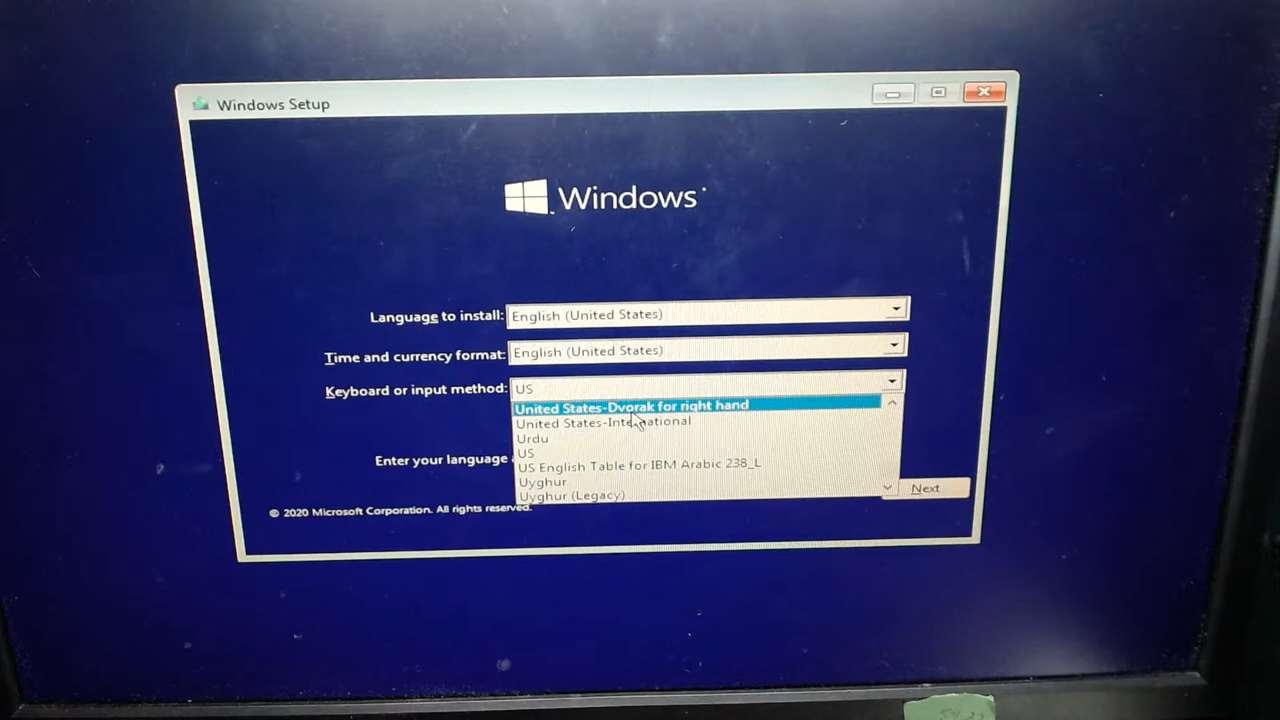 Windows Setup
Windows
Language to install: English (United States)
Time and currency format: English (United States)
Keyboard or input method: US
United States-Dvorak for right hand
United States-International
Urdu
US
Enter your language
US English Table for IBM Arabic 238_L
Uyghur
Uyghur (Legacy)
Next
© 2020 Microsoft Corporation. All rights reserved.